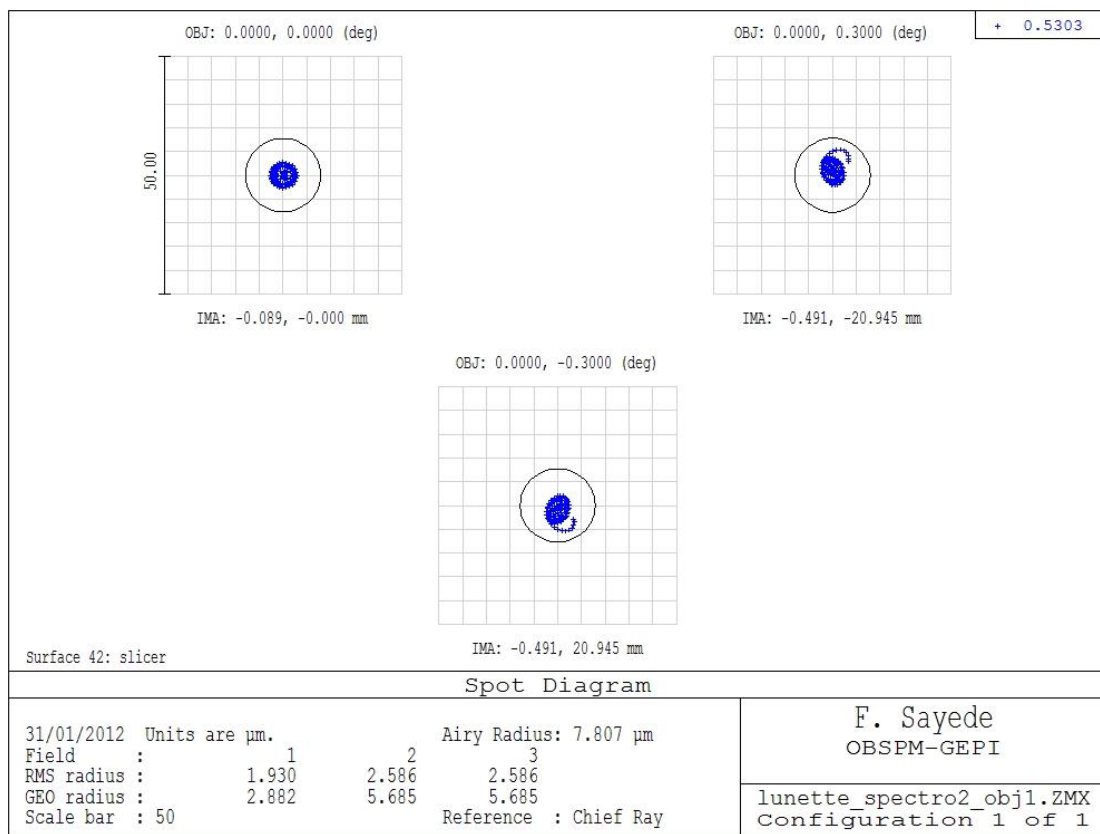 OBJ: 0.0000, 0.0000 (deg)
OBJ: 0.0000, 0.3000 (deg)
+ 0.5303
50.00
IMA: -0.089, -0.000 mm
IMA: -0.491, -20.945 mm
OBJ: 0.0000, -0.3000 (deg)
IMA: -0.491, 20.945 mm
Surface 42: slicer
Spot Diagram
31/01/2012 Units are µm. Airy Radius: 7.807 µm
Field : 1 2 3
RMS radius : 1.930 2.586 2.586
GEO radius : 2.882 5.685 5.685
Scale bar : 50 Reference : Chief Ray
F. Sayede
OBSPM-GEPI
lunette_spectro2_obj1.ZMX
Configuration 1 of 1